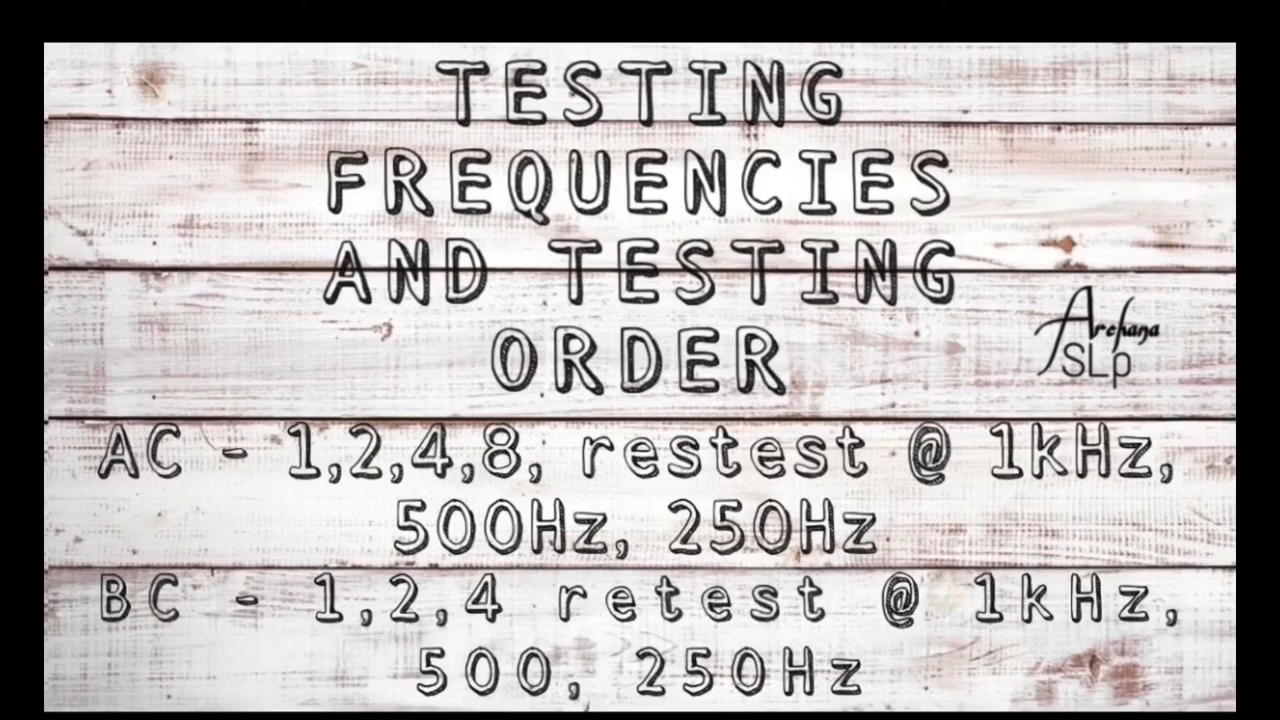 TESTING
FREQUENCIES
AND TESTING
ORDER
Archana
SLp
AC - 1,2,4,8, restest @ 1kHz,
500Hz, 250Hz
BC - 1,2,4 retest @ 1kHz,
500, 250Hz